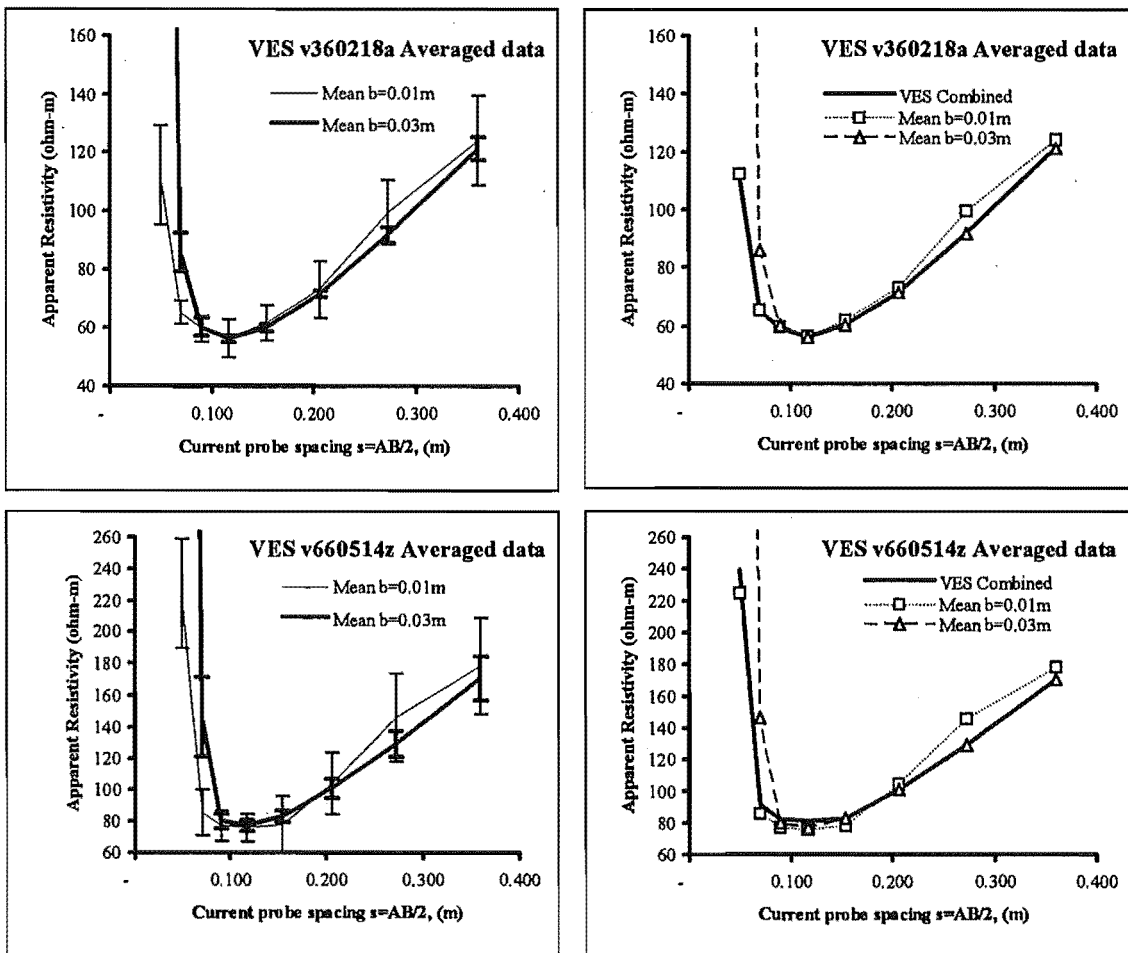 VES v360218a Averaged data
Mean b=0.01m
Mean b=0.03m
Apparent Resistivity (ohm-m)
160
140
120
100
80
60
40
-
0.100
0.200
0.300
0.400
Current probe spacing s=AB/2, (m)
VES v360218a Averaged data
VES Combined
Mean b=0.01m
Mean b=0.03m
Apparent Resistivity (ohm-m)
160
140
120
100
80
60
40
-
0.100
0.200
0.300
0.400
Current probe spacing s=AB/2, (m)
VES v660514z Averaged data
Mean b=0.01m
Mean b=0.03m
Apparent Resistivity (ohm-m)
260
240
220
200
180
160
140
120
100
80
60
-
0.100
0.200
0.300
0.400
Current probe spacing s=AB/2, (m)
VES v660514z Averaged data
VES Combined
Mean b=0.01m
Mean b=0.03m
Apparent Resistivity (ohm-m)
260
240
220
200
180
160
140
120
100
80
60
-
0.100
0.200
0.300
0.400
Current probe spacing s=AB/2, (m)